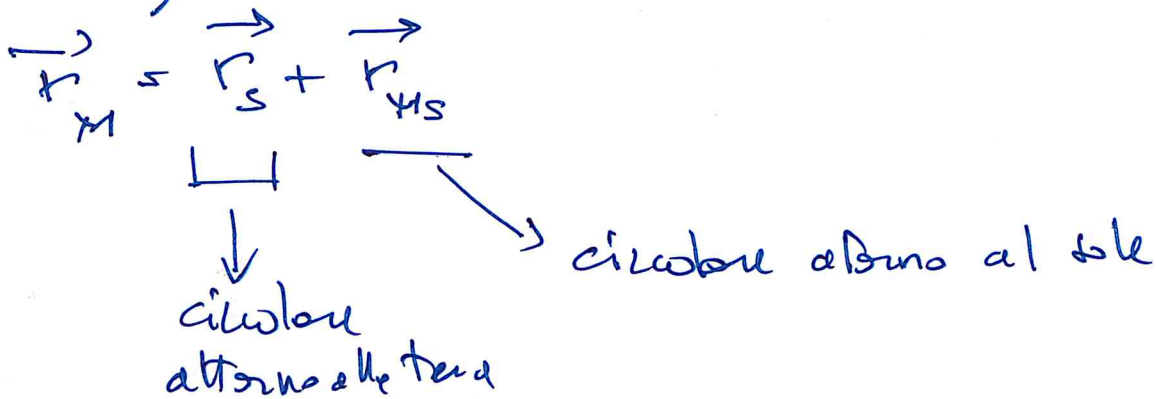 r⃗_M = r⃗_S + r⃗_MS
circolare attorno al sole
circolare
attorno alla terra